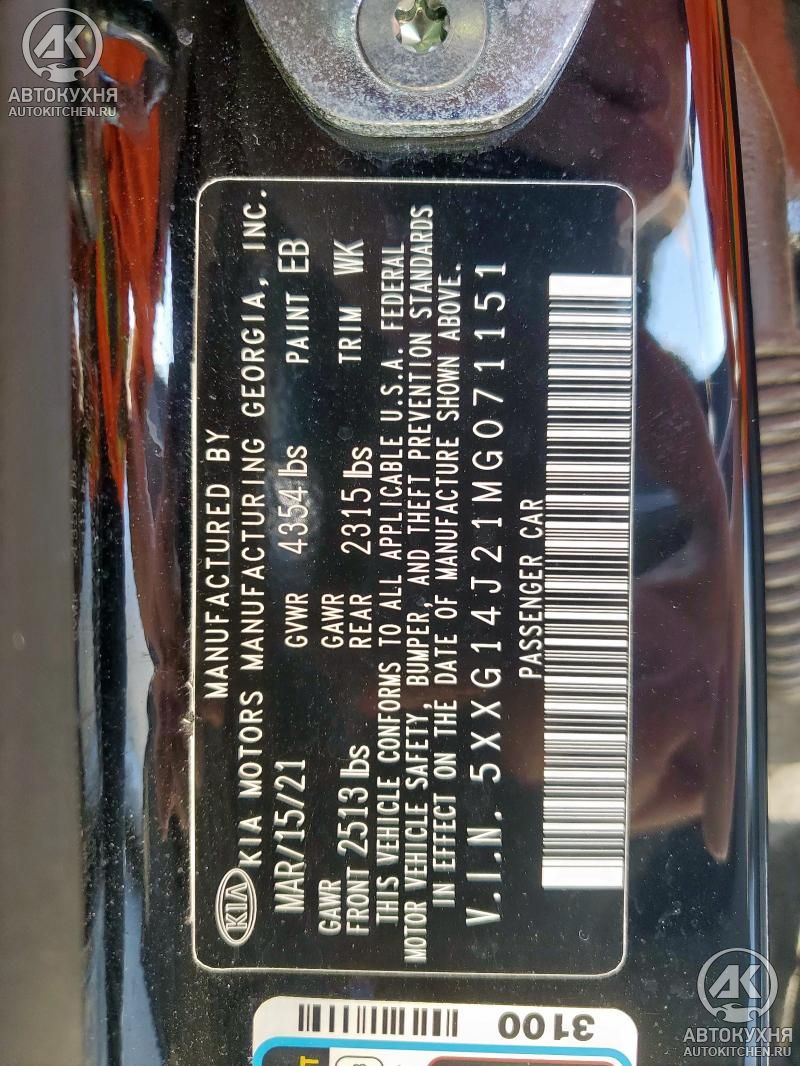 AK
АВТОКУХНЯ
AUTOKITCHEN.RU
MANUFACTURED BY
KIA KIA MOTORS MANUFACTURING GEORGIA, INC.
MAR/15/21 GVWR 4354 lbs PAINT EB
GAWR GAWR
FRONT 2513 lbs REAR 2315 lbs TRIM WK
THIS VEHICLE CONFORMS TO ALL APPLICABLE U.S.A. FEDERAL
MOTOR VEHICLE SAFETY, BUMPER, AND THEFT PREVENTION STANDARDS
IN EFFECT ON THE DATE OF MANUFACTURE SHOWN ABOVE.
V.I.N. 5XXG14J21MG071151
PASSENGER CAR
3100
AK
АВТОКУХНЯ
AUTOKITCHEN.RU